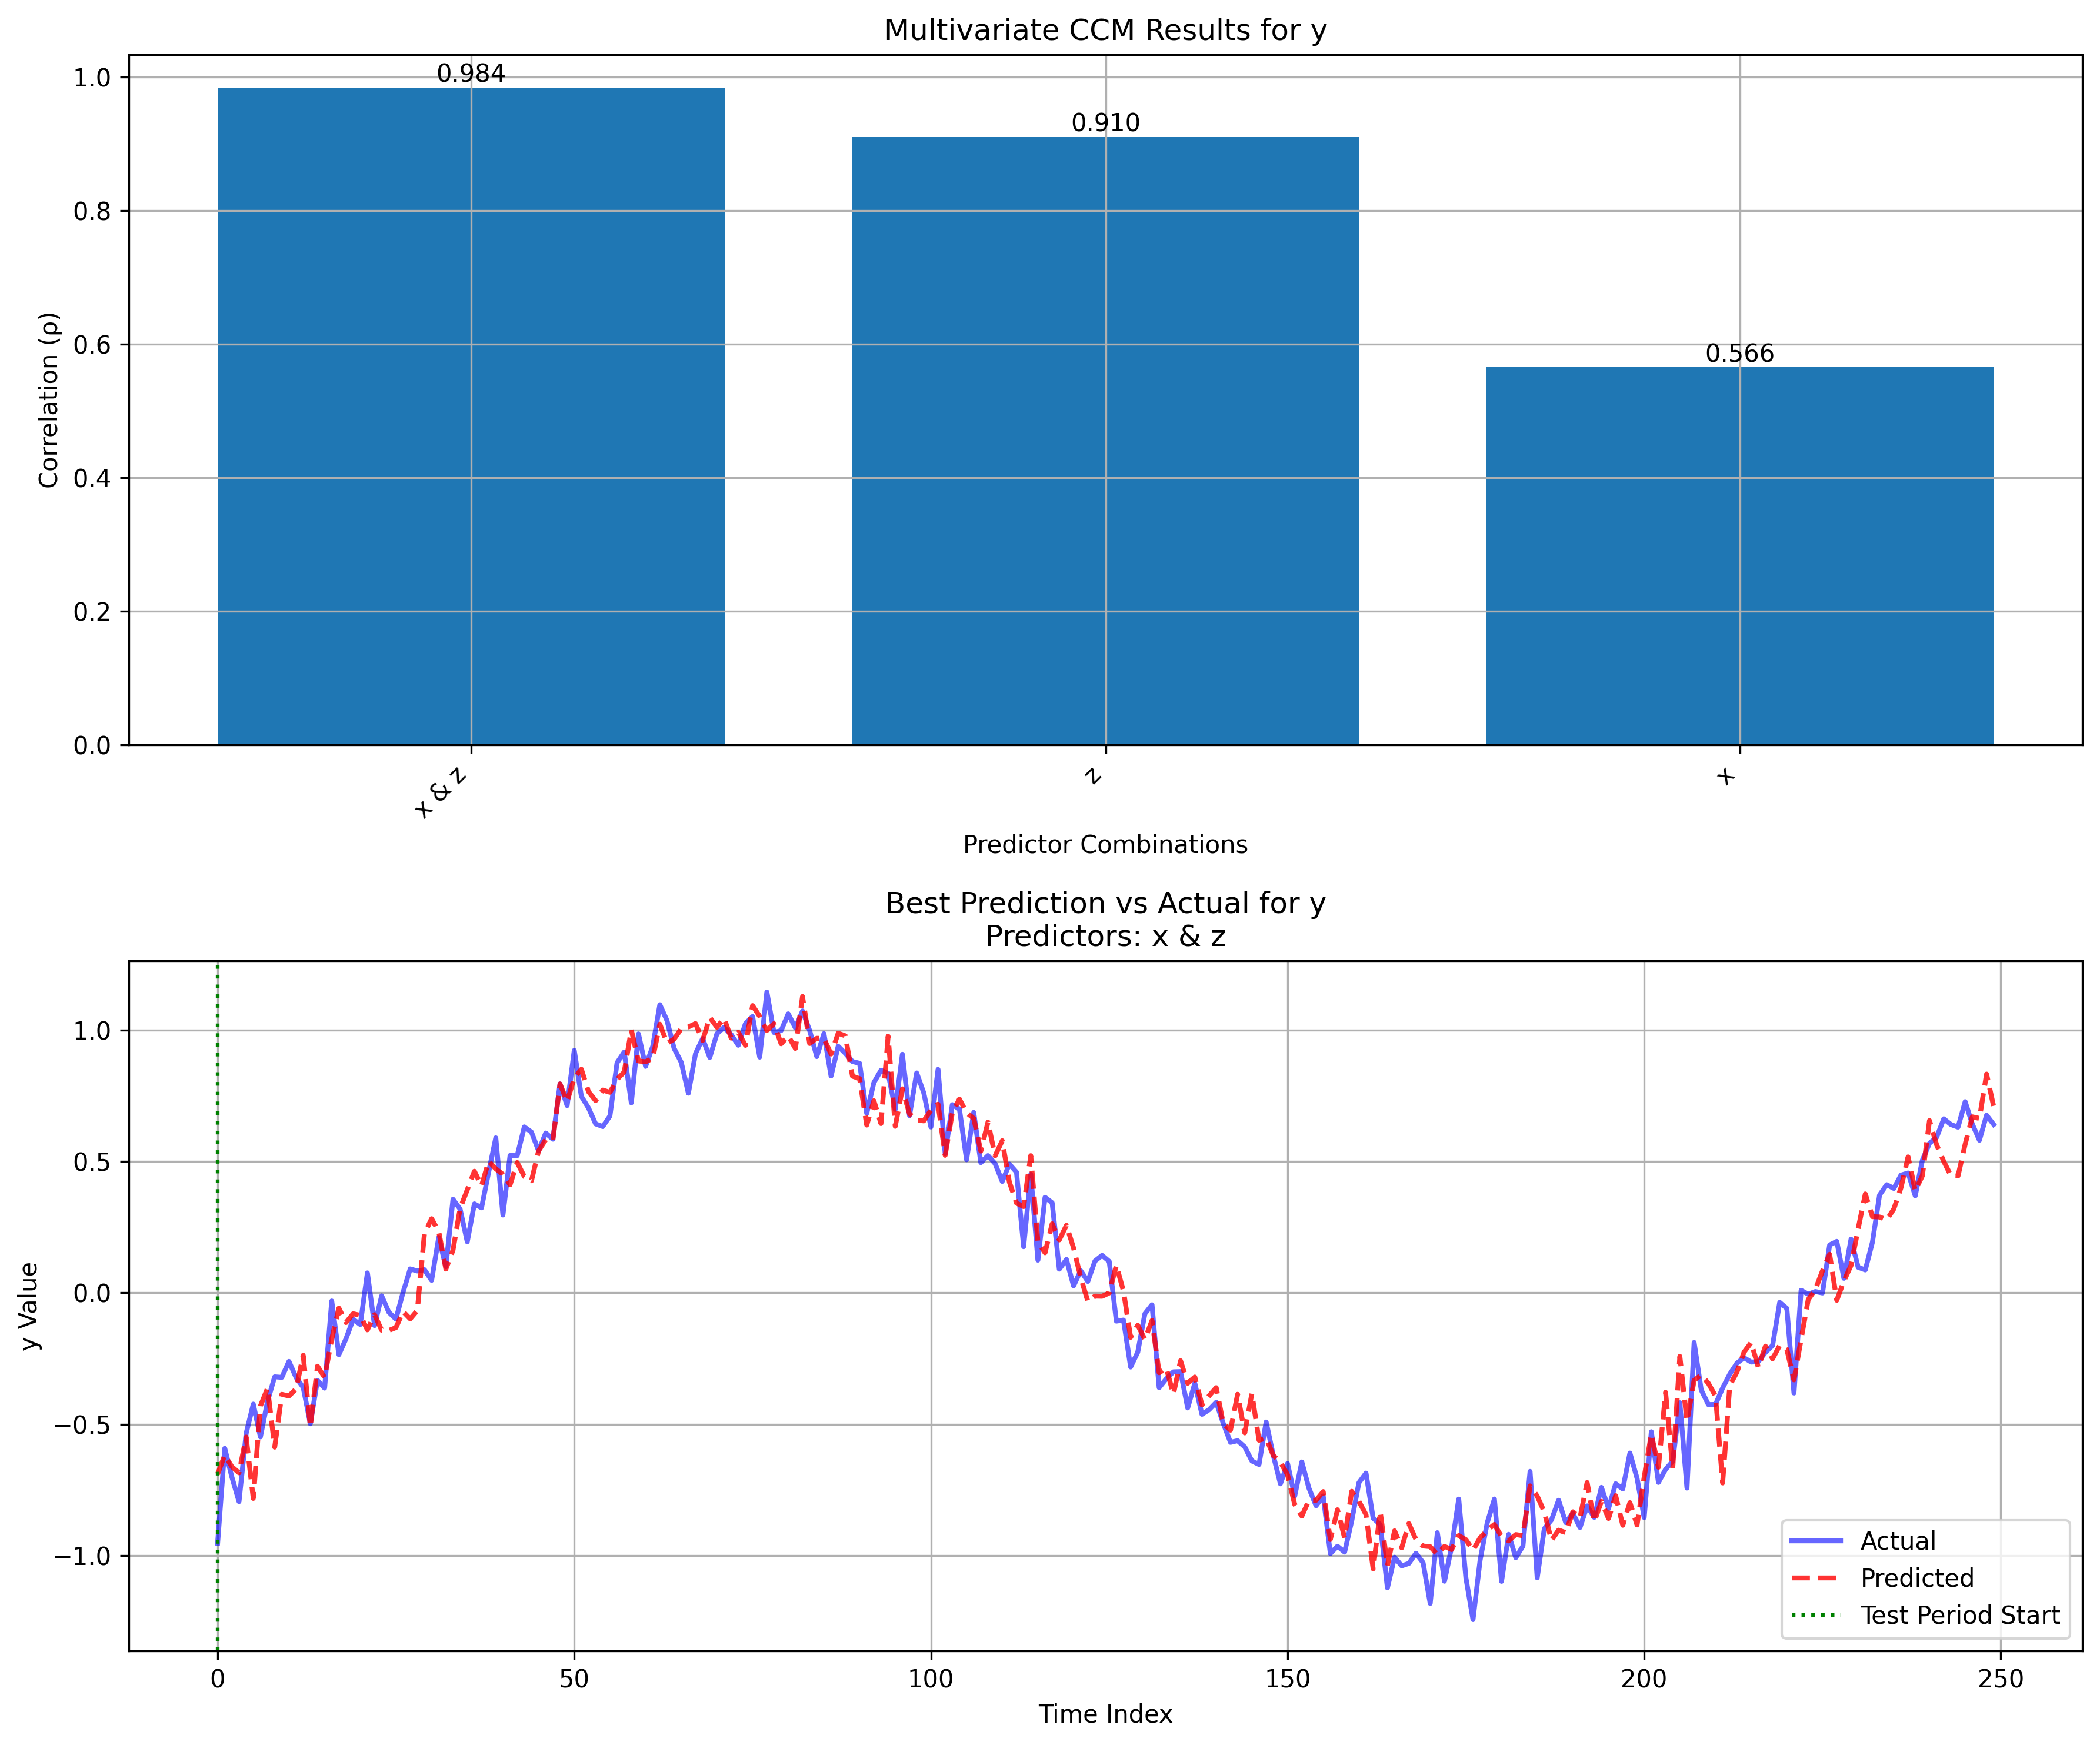 Multivariate CCM Results for y
Correlation (ρ)
1.0
0.8
0.6
0.4
0.2
0.0
0.984
0.910
0.566
x & z
z
x
Predictor Combinations
Best Prediction vs Actual for y
Predictors: x & z
y Value
1.0
0.5
0.0
−0.5
−1.0
Actual
Predicted
Test Period Start
0
50
100
150
200
250
Time Index